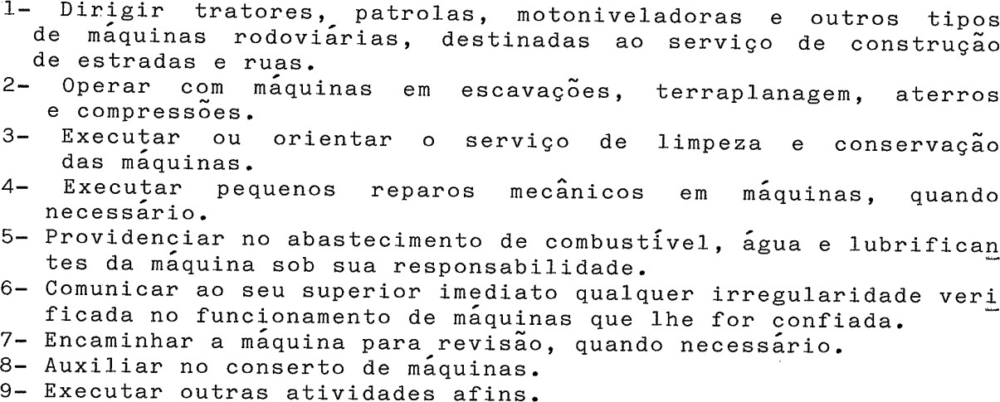 1- Dirigir tratores, patrolas, motoniveladoras e outros tipos
de máquinas rodoviárias, destinadas ao serviço de construção
de estradas e ruas.
2- Operar com máquinas em escavações, terraplanagem, aterros
e compressões.
3- Executar ou orientar o serviço de limpeza e conservação
das máquinas.
4- Executar pequenos reparos mecânicos em máquinas, quando
necessário.
5- Providenciar no abastecimento de combustível, água e lubrifican
tes da máquina sob sua responsabilidade.
6- Comunicar ao seu superior imediato qualquer irregularidade veri
ficada no funcionamento de máquinas que lhe for confiada.
7- Encaminhar a máquina para revisão, quando necessário.
8- Auxiliar no conserto de máquinas.
9- Executar outras atividades afins.